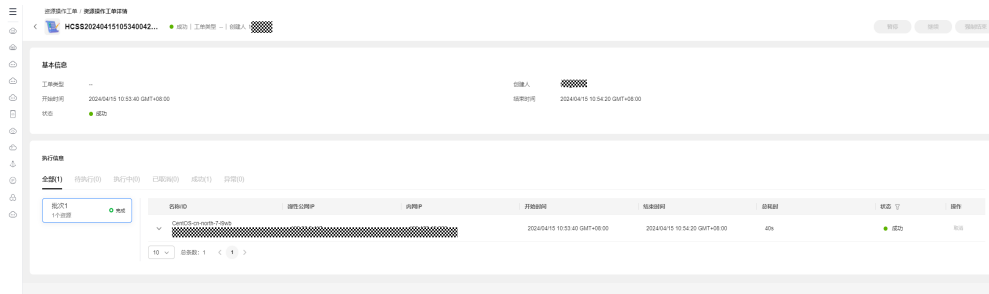 资源操作工单 / 资源操作工单详情
HCSS20240415105340042... 成功 | 工单类型 -- | 创建人
暂停 继续 强制结束
基本信息
工单类型 -- 创建人
开始时间 2024/04/15 10:53:40 GMT+08:00 结束时间 2024/04/15 10:54:20 GMT+08:00
状态 成功
执行信息
全部(1) 待执行(0) 执行中(0) 已取消(0) 成功(1) 异常(0)
批次1 完成
1个资源
名称/ID 弹性公网IP 内网IP 开始时间 结束时间 总耗时 状态 操作
CentOS-cn-north-7-l9wb
2024/04/15 10:53:40 GMT+08:00 2024/04/15 10:54:20 GMT+08:00 40s 成功
10 总条数: 1 < 1 >